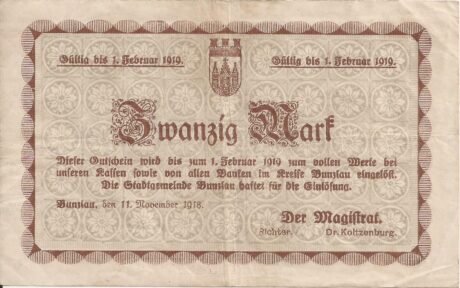 Gültig bis 1. Februar 1919. Gültig bis 1. Februar 1919.
Zwanzig Mark
Dieser Gutschein wird bis zum 1. Februar 1919 zum vollen Werte bei
unseren Kassen sowie von allen Banken im Kreise Bunzlau eingelöst.
Die Stadtgemeinde Bunzlau haftet für die Einlösung.
Bunzlau, den 11. November 1918.
Der Magistrat.
Richter. Dr. Koltzenburg.